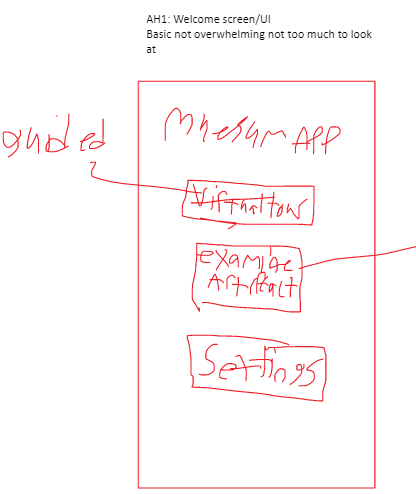 AH1: Welcome screen/UI
Basic not overwhelming not too much to look
at
guided
Museum APP
Virtual tour
examine
Artifact
Settings